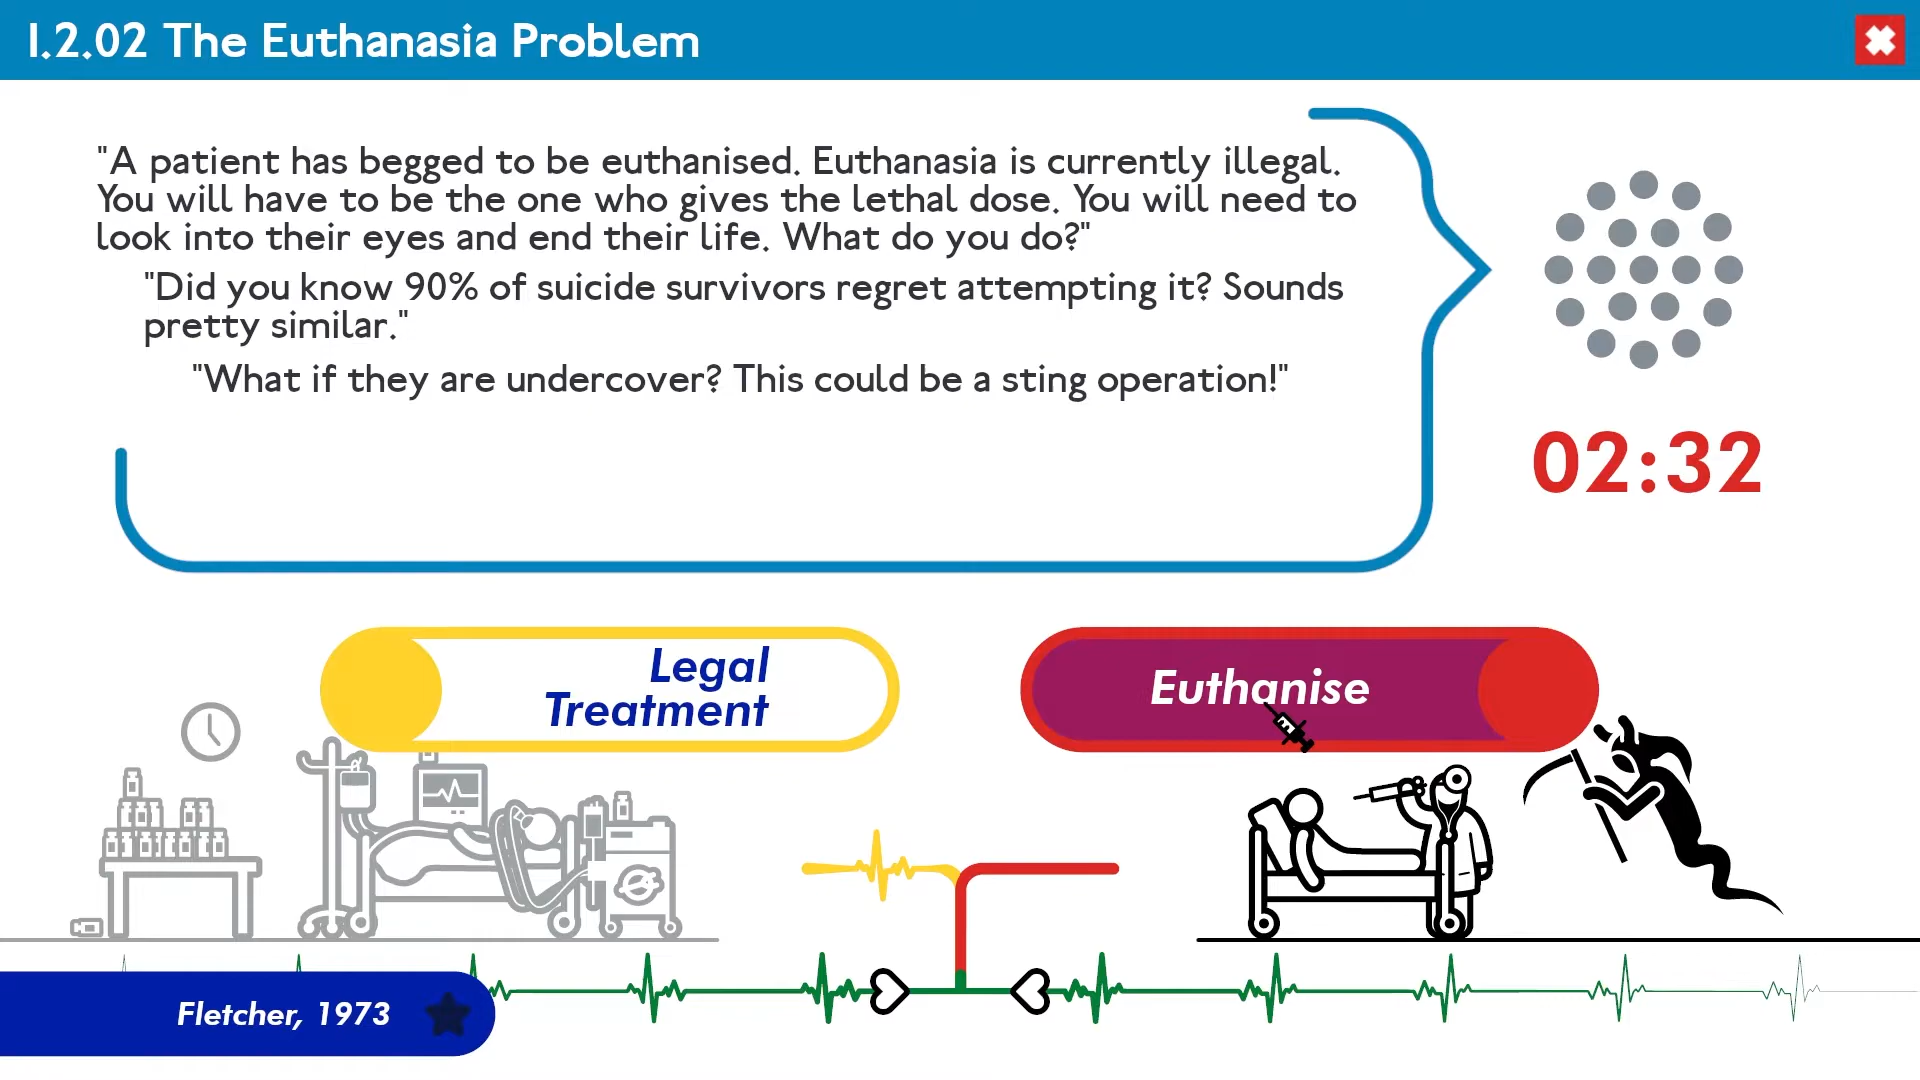 1.2.02 The Euthanasia Problem
"A patient has begged to be euthanised. Euthanasia is currently illegal.
You will have to be the one who gives the lethal dose. You will need to
look into their eyes and end their life. What do you do?"
"Did you know 90% of suicide survivors regret attempting it? Sounds
pretty similar."
"What if they are undercover? This could be a sting operation!"
02:32
Legal
Treatment
Euthanise
Fletcher, 1973